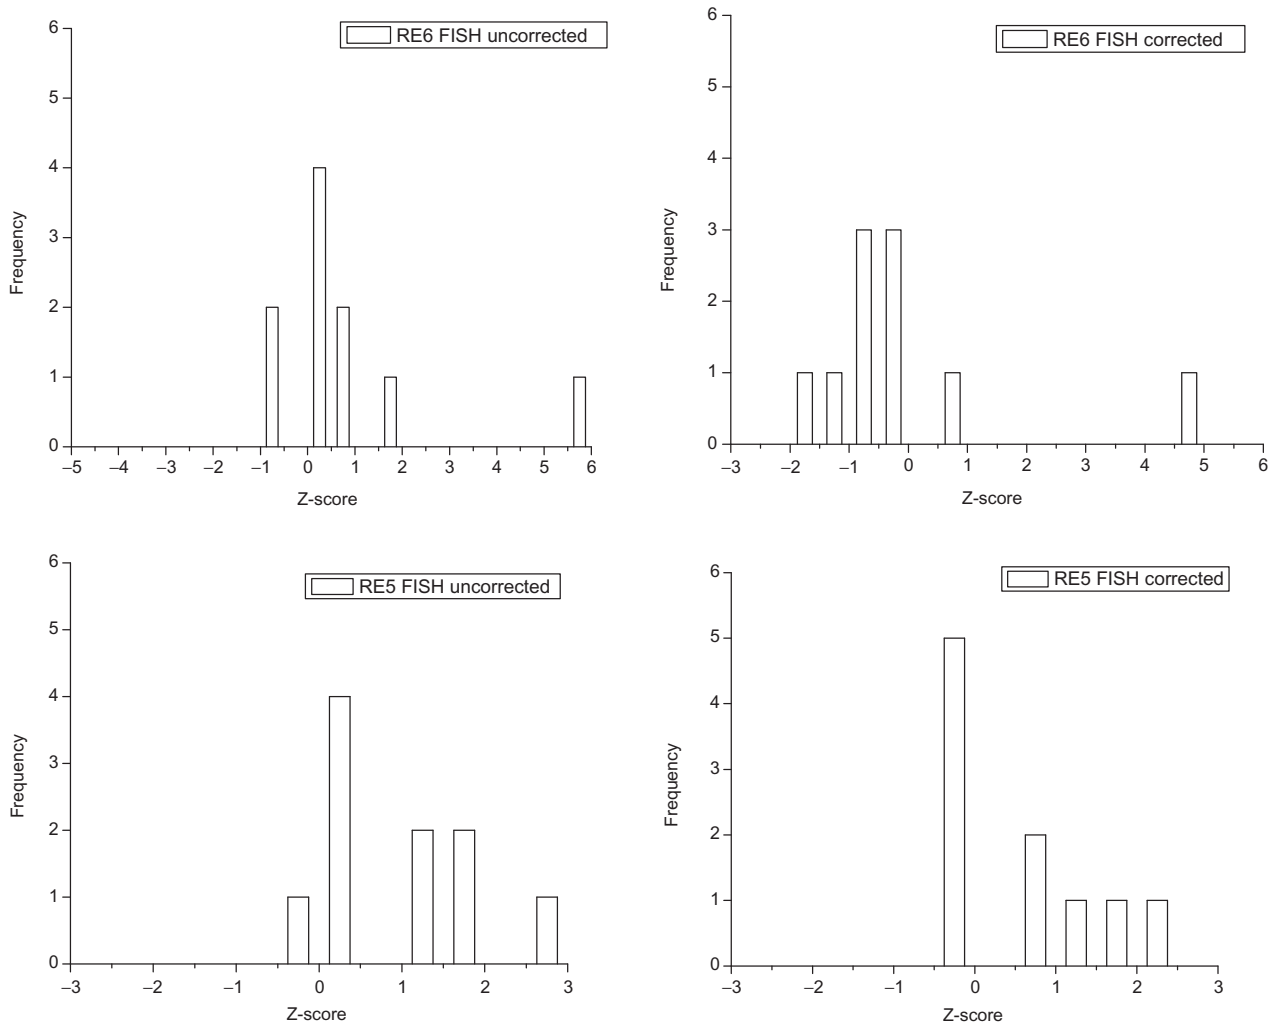 RE6 FISH uncorrected
6
5
4
3
2
1
0
Frequency
–5 –4 –3 –2 –1 0 1 2 3 4 5 6
Z-score
RE6 FISH corrected
6
5
4
3
2
1
0
Frequency
–3 –2 –1 0 1 2 3 4 5 6
Z-score
RE5 FISH uncorrected
6
5
4
3
2
1
0
Frequency
–3 –2 –1 0 1 2 3
Z-score
RE5 FISH corrected
6
5
4
3
2
1
0
Frequency
–3 –2 –1 0 1 2 3
Z-score